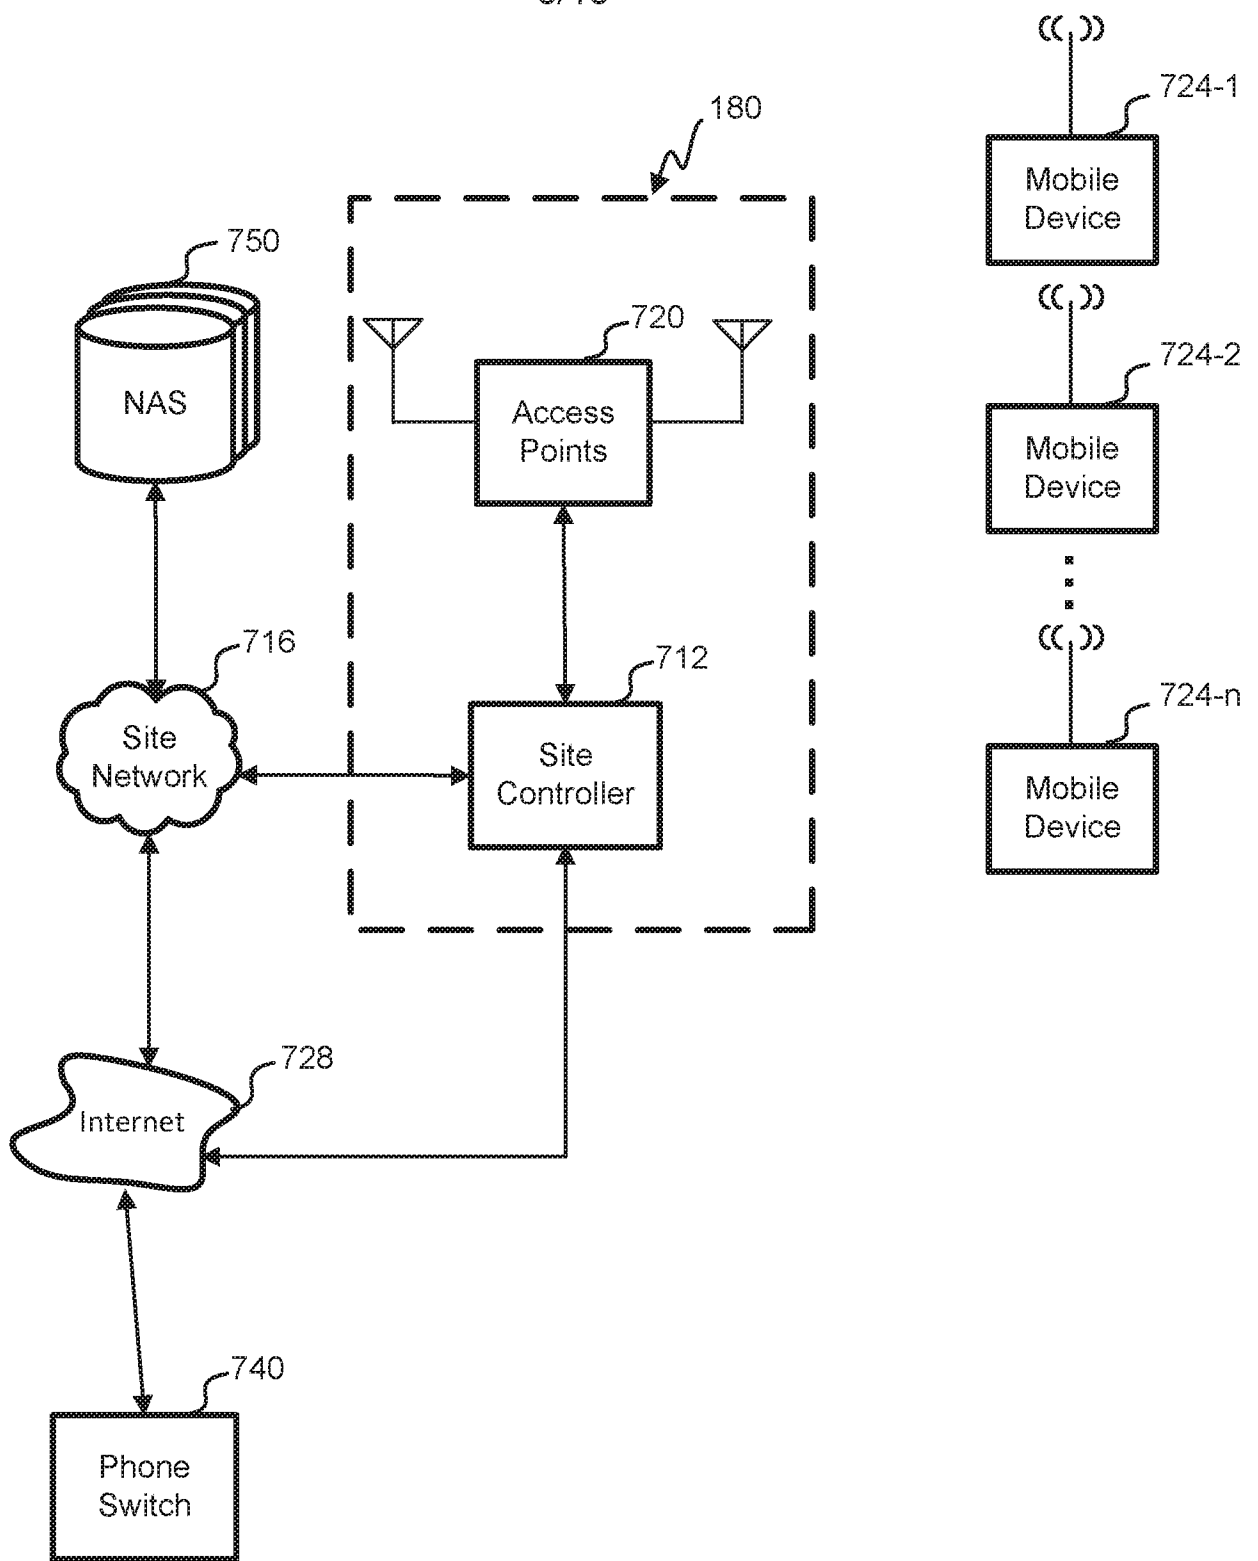 724-1
180
Mobile
Device
750
720
724-2
NAS
Access
Points
Mobile
Device
716
712
724-n
Site
Network
Site
Controller
Mobile
Device
728
Internet
740
Phone
Switch